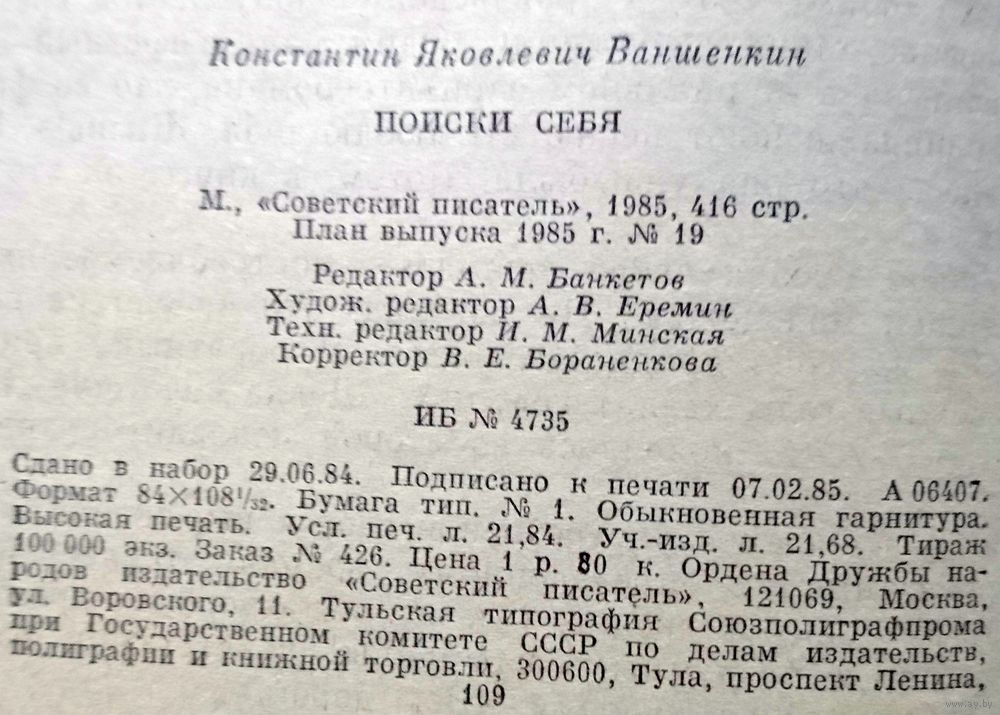 Константин Яковлевич Ваншенкин
ПОИСКИ СЕБЯ
М., «Советский писатель», 1985, 416 стр.
План выпуска 1985 г. № 19
Редактор А. М. Банкетов
Худож. редактор А. В. Еремин
Техн. редактор И. М. Минская
Корректор В. Е. Бораненкова
ИБ № 4735
Сдано в набор 29.06.84. Подписано к печати 07.02.85. А 06407.
Формат 84×108¹/₃₂. Бумага тип. № 1. Обыкновенная гарнитура.
Высокая печать. Усл. печ. л. 21,84. Уч.-изд. л. 21,68. Тираж
100 000 экз. Заказ № 426. Цена 1 р. 80 к. Ордена Дружбы на-
родов издательство «Советский писатель», 121069, Москва,
ул. Воровского, 11. Тульская типография Союзполиграфпрома
при Государственном комитете СССР по делам издательств,
полиграфии и книжной торговли, 300600, Тула, проспект Ленина,
109
www.ay.by